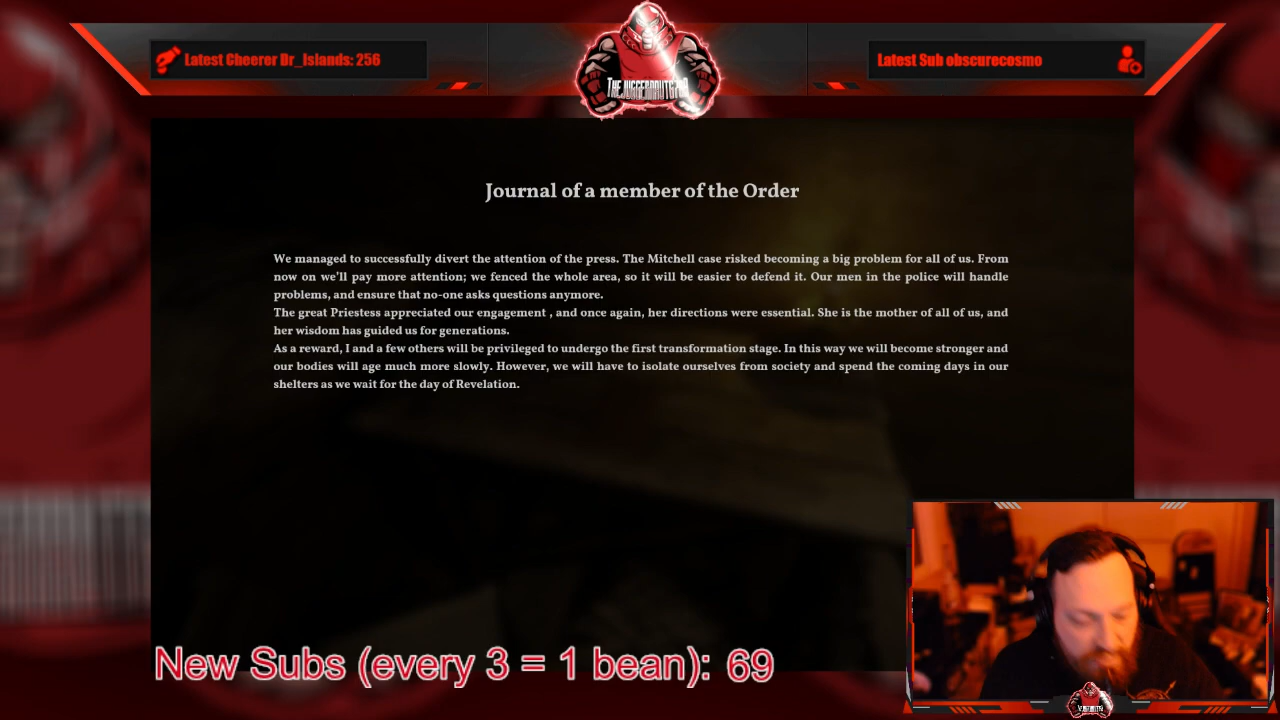 Latest Cheerer Dr_Islands: 256
Latest Sub obscurecosmo
Journal of a member of the Order
We managed to successfully divert the attention of the press. The Mitchell case risked becoming a big problem for all of us. From
now on we'll pay more attention; we fenced the whole area, so it will be easier to defend it. Our men in the police will handle
problems, and ensure that no-one asks questions anymore.
The great Priestess appreciated our engagement , and once again, her directions were essential. She is the mother of all of us, and
her wisdom has guided us for generations.
As a reward, I and a few others will be privileged to undergo the first transformation stage. In this way we will become stronger and
our bodies will age much more slowly. However, we will have to isolate ourselves from society and spend the coming days in our
shelters as we wait for the day of Revelation.
New Subs (every 3 = 1 bean): 69